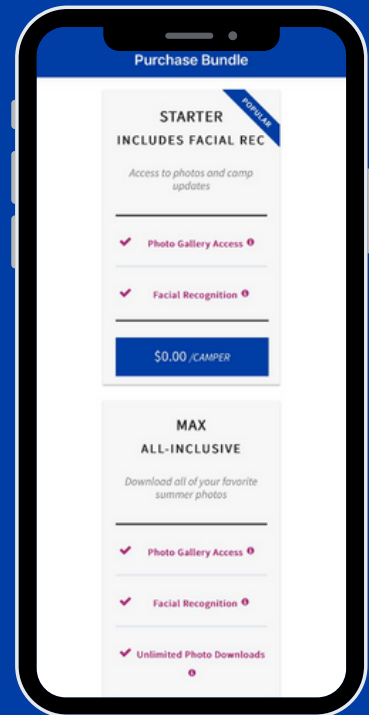 Purchase Bundle
POPULAR
STARTER
INCLUDES FACIAL REC
Access to photos and camp
updates
Photo Gallery Access
Facial Recognition
$0.00 /CAMPER
MAX
ALL-INCLUSIVE
Download all of your favorite
summer photos
Photo Gallery Access
Facial Recognition
Unlimited Photo Downloads